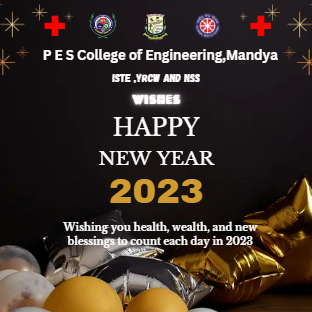 P E S College of Engineering,Mandya
ISTE ,YRCW AND NSS
WISHES
HAPPY
NEW YEAR
2023
Wishing you health, wealth, and new
blessings to count each day in 2023